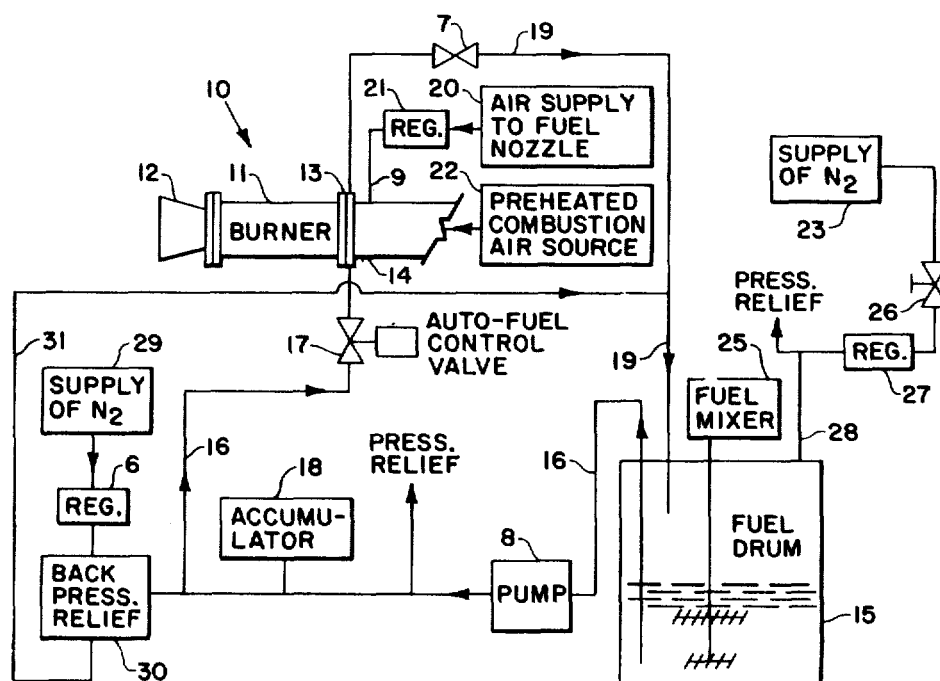 7
19
10
21
20
AIR SUPPLY
TO FUEL
NOZZLE
REG.
12
11
13
9
22
PREHEATED
COMBUSTION
AIR SOURCE
BURNER
14
SUPPLY
OF N2
23
PRESS.
RELIEF
26
31
29
17
AUTO-FUEL
CONTROL
VALVE
19
25
REG.
27
SUPPLY
OF N2
FUEL
MIXER
28
16
PRESS.
RELIEF
16
6
18
REG.
ACCUMU-
LATOR
8
FUEL
DRUM
BACK
PRESS.
RELIEF
PUMP
15
30